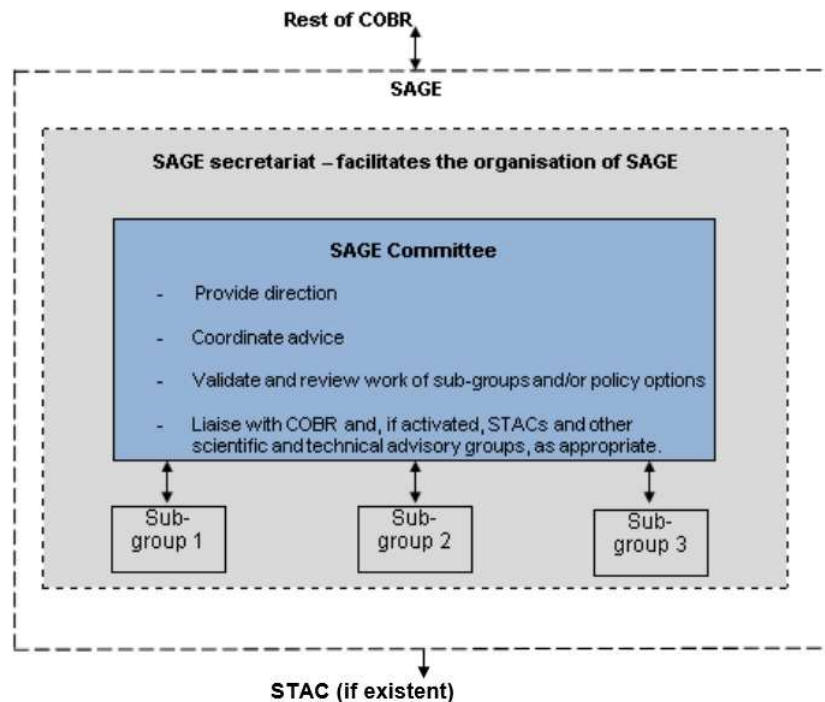 Rest of COBR
SAGE
SAGE secretariat – facilitates the organisation of SAGE
SAGE Committee
- Provide direction
- Coordinate advice
- Validate and review work of sub-groups and/or policy options
- Liaise with COBR and, if activated, STACs and other
scientific and technical advisory groups, as appropriate.
Sub-
group 1
Sub-
group 2
Sub-
group 3
STAC (if existent)